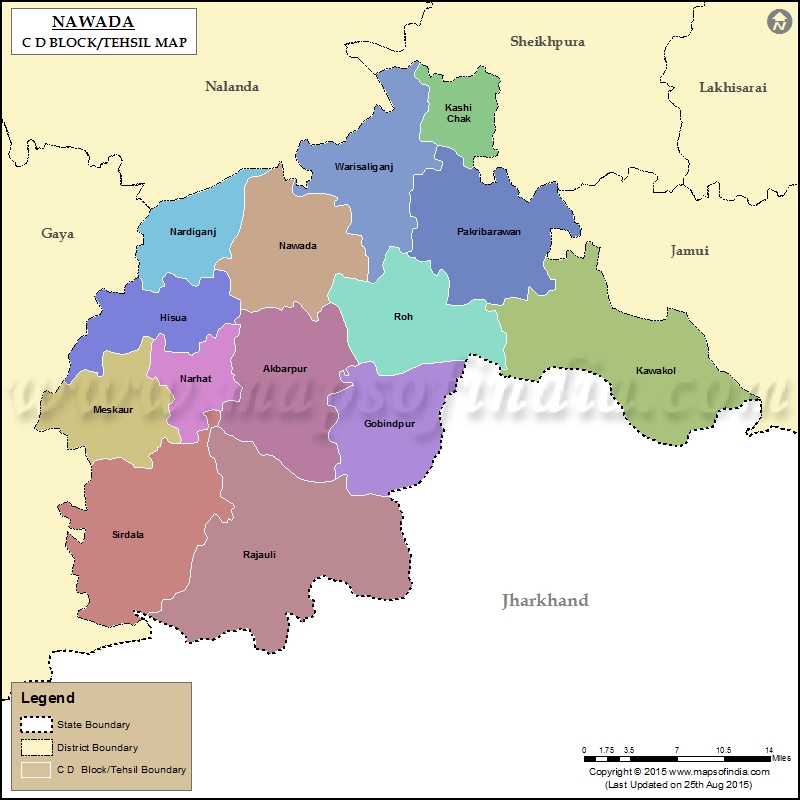 NAWADA
C D BLOCK/TEHSIL MAP
N
Sheikhpura
Nalanda
Lakhisarai
Kashi
Chak
Warisaliganj
Gaya
Nardiganj
Nawada
Pakribarawan
Jamui
Hisua
Roh
Narhat
Akbarpur
Kawakol
www.mapsofindia.com
Meskaur
Gobindpur
Sirdala
Rajauli
Jharkhand
Legend
State Boundary
District Boundary
C D Block/Tehsil Boundary
0 1.75 3.5 7 10.5 14
Miles
Copyright © 2015 www.mapsofindia.com
(Last Updated on 25th Aug 2015)